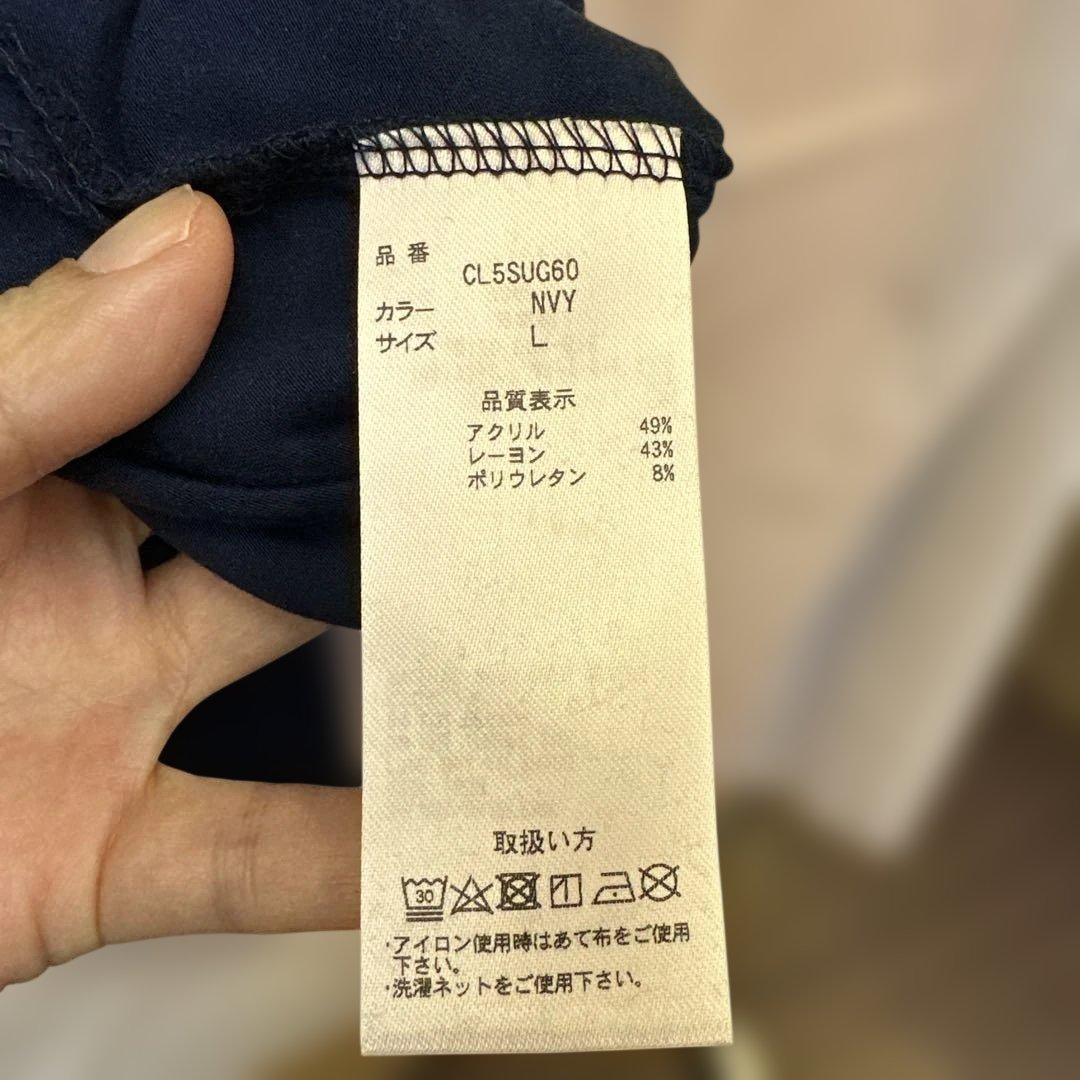 品番
CL5SUG60
カラー NVY
サイズ L
品質表示
アクリル 49%
レーヨン 43%
ポリウレタン 8%
取扱い方
30
・アイロン使用時はあて布をご使用
下さい。
・洗濯ネットをご使用下さい。